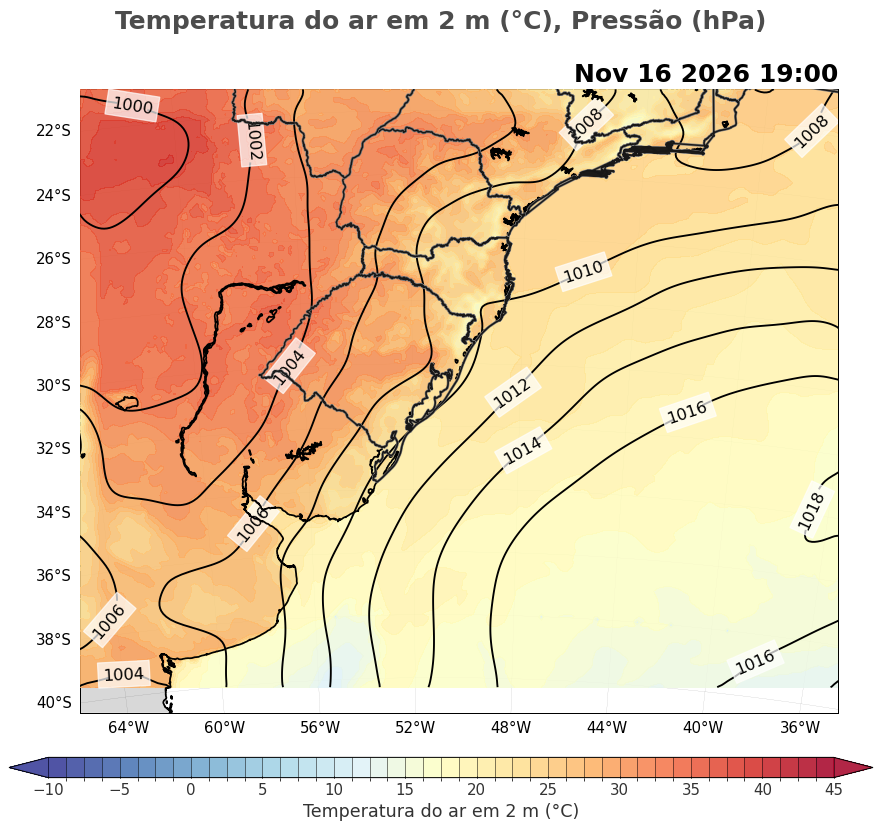 Temperatura do ar em 2 m (°C), Pressão (hPa)
Nov 16 2026 19:00
1000
1002
1008
1008
1010
1004
1012
1014
1016
1018
1006
1006
1004
1016
22°S
24°S
26°S
28°S
30°S
32°S
34°S
36°S
38°S
40°S
64°W 60°W 56°W 52°W 48°W 44°W 40°W 36°W
−10 −5 0 5 10 15 20 25 30 35 40 45
Temperatura do ar em 2 m (°C)